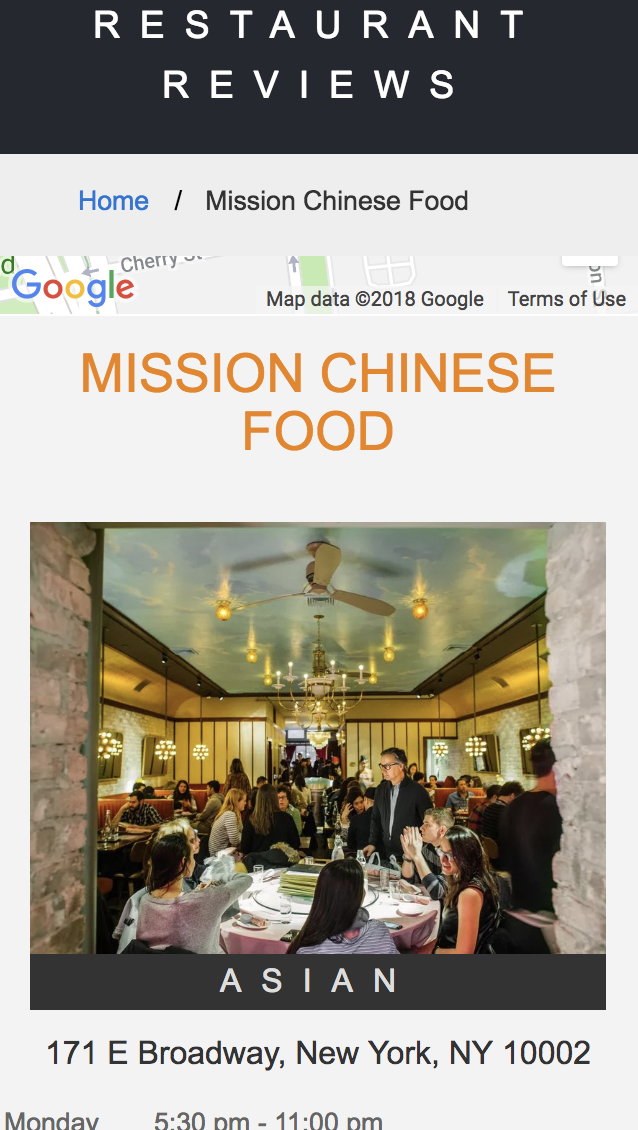 RESTAURANT
REVIEWS
Home / Mission Chinese Food
Cherry
Google
Map data ©2018 Google Terms of Use
MISSION CHINESE
FOOD
ASIAN
171 E Broadway, New York, NY 10002
Monday 5:30 pm - 11:00 pm